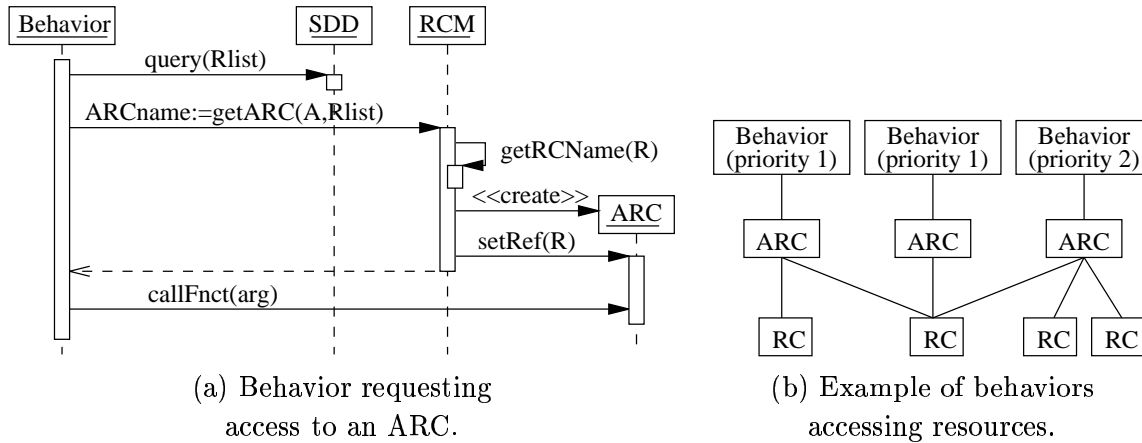 Behavior
SDD
RCM
query(Rlist)
ARCname:=getARC(A,Rlist)
getRCName(R)
<<create>>
ARC
setRef(R)
callFnct(arg)
(a) Behavior requesting
access to an ARC.
Behavior
(priority 1)
Behavior
(priority 1)
Behavior
(priority 2)
ARC
ARC
ARC
RC
RC
RC
RC
(b) Example of behaviors
accessing resources.